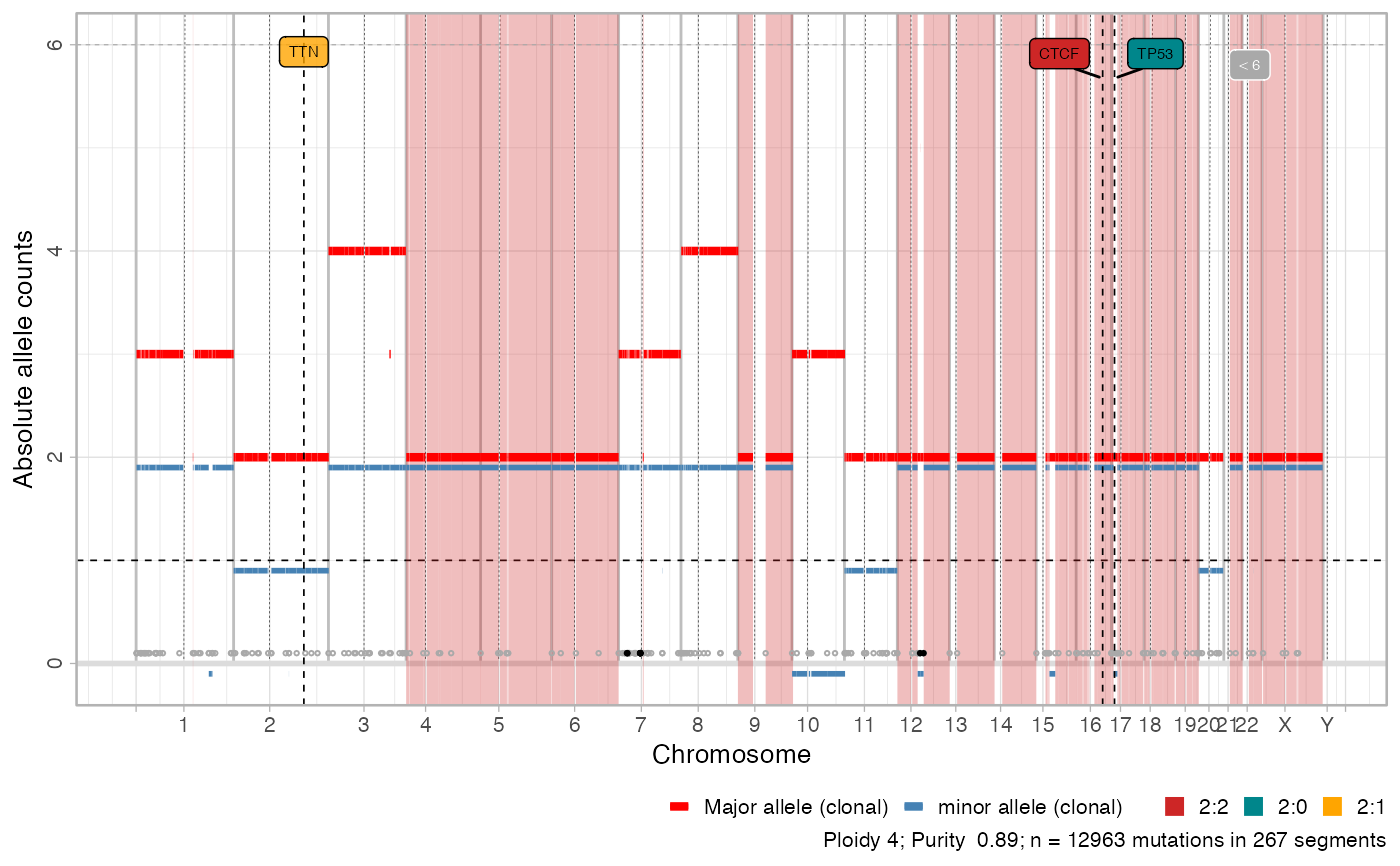 6
TTN
CTCF
TP53
< 6
4
2
0
Absolute allele counts
1 2 3 4 5 6 7 8 9 10 11 12 13 14 15 16 17 18 19 20 21 22 X Y
Chromosome
Major allele (clonal) minor allele (clonal) 2:2 2:0 2:1
Ploidy 4; Purity 0.89; n = 12963 mutations in 267 segments